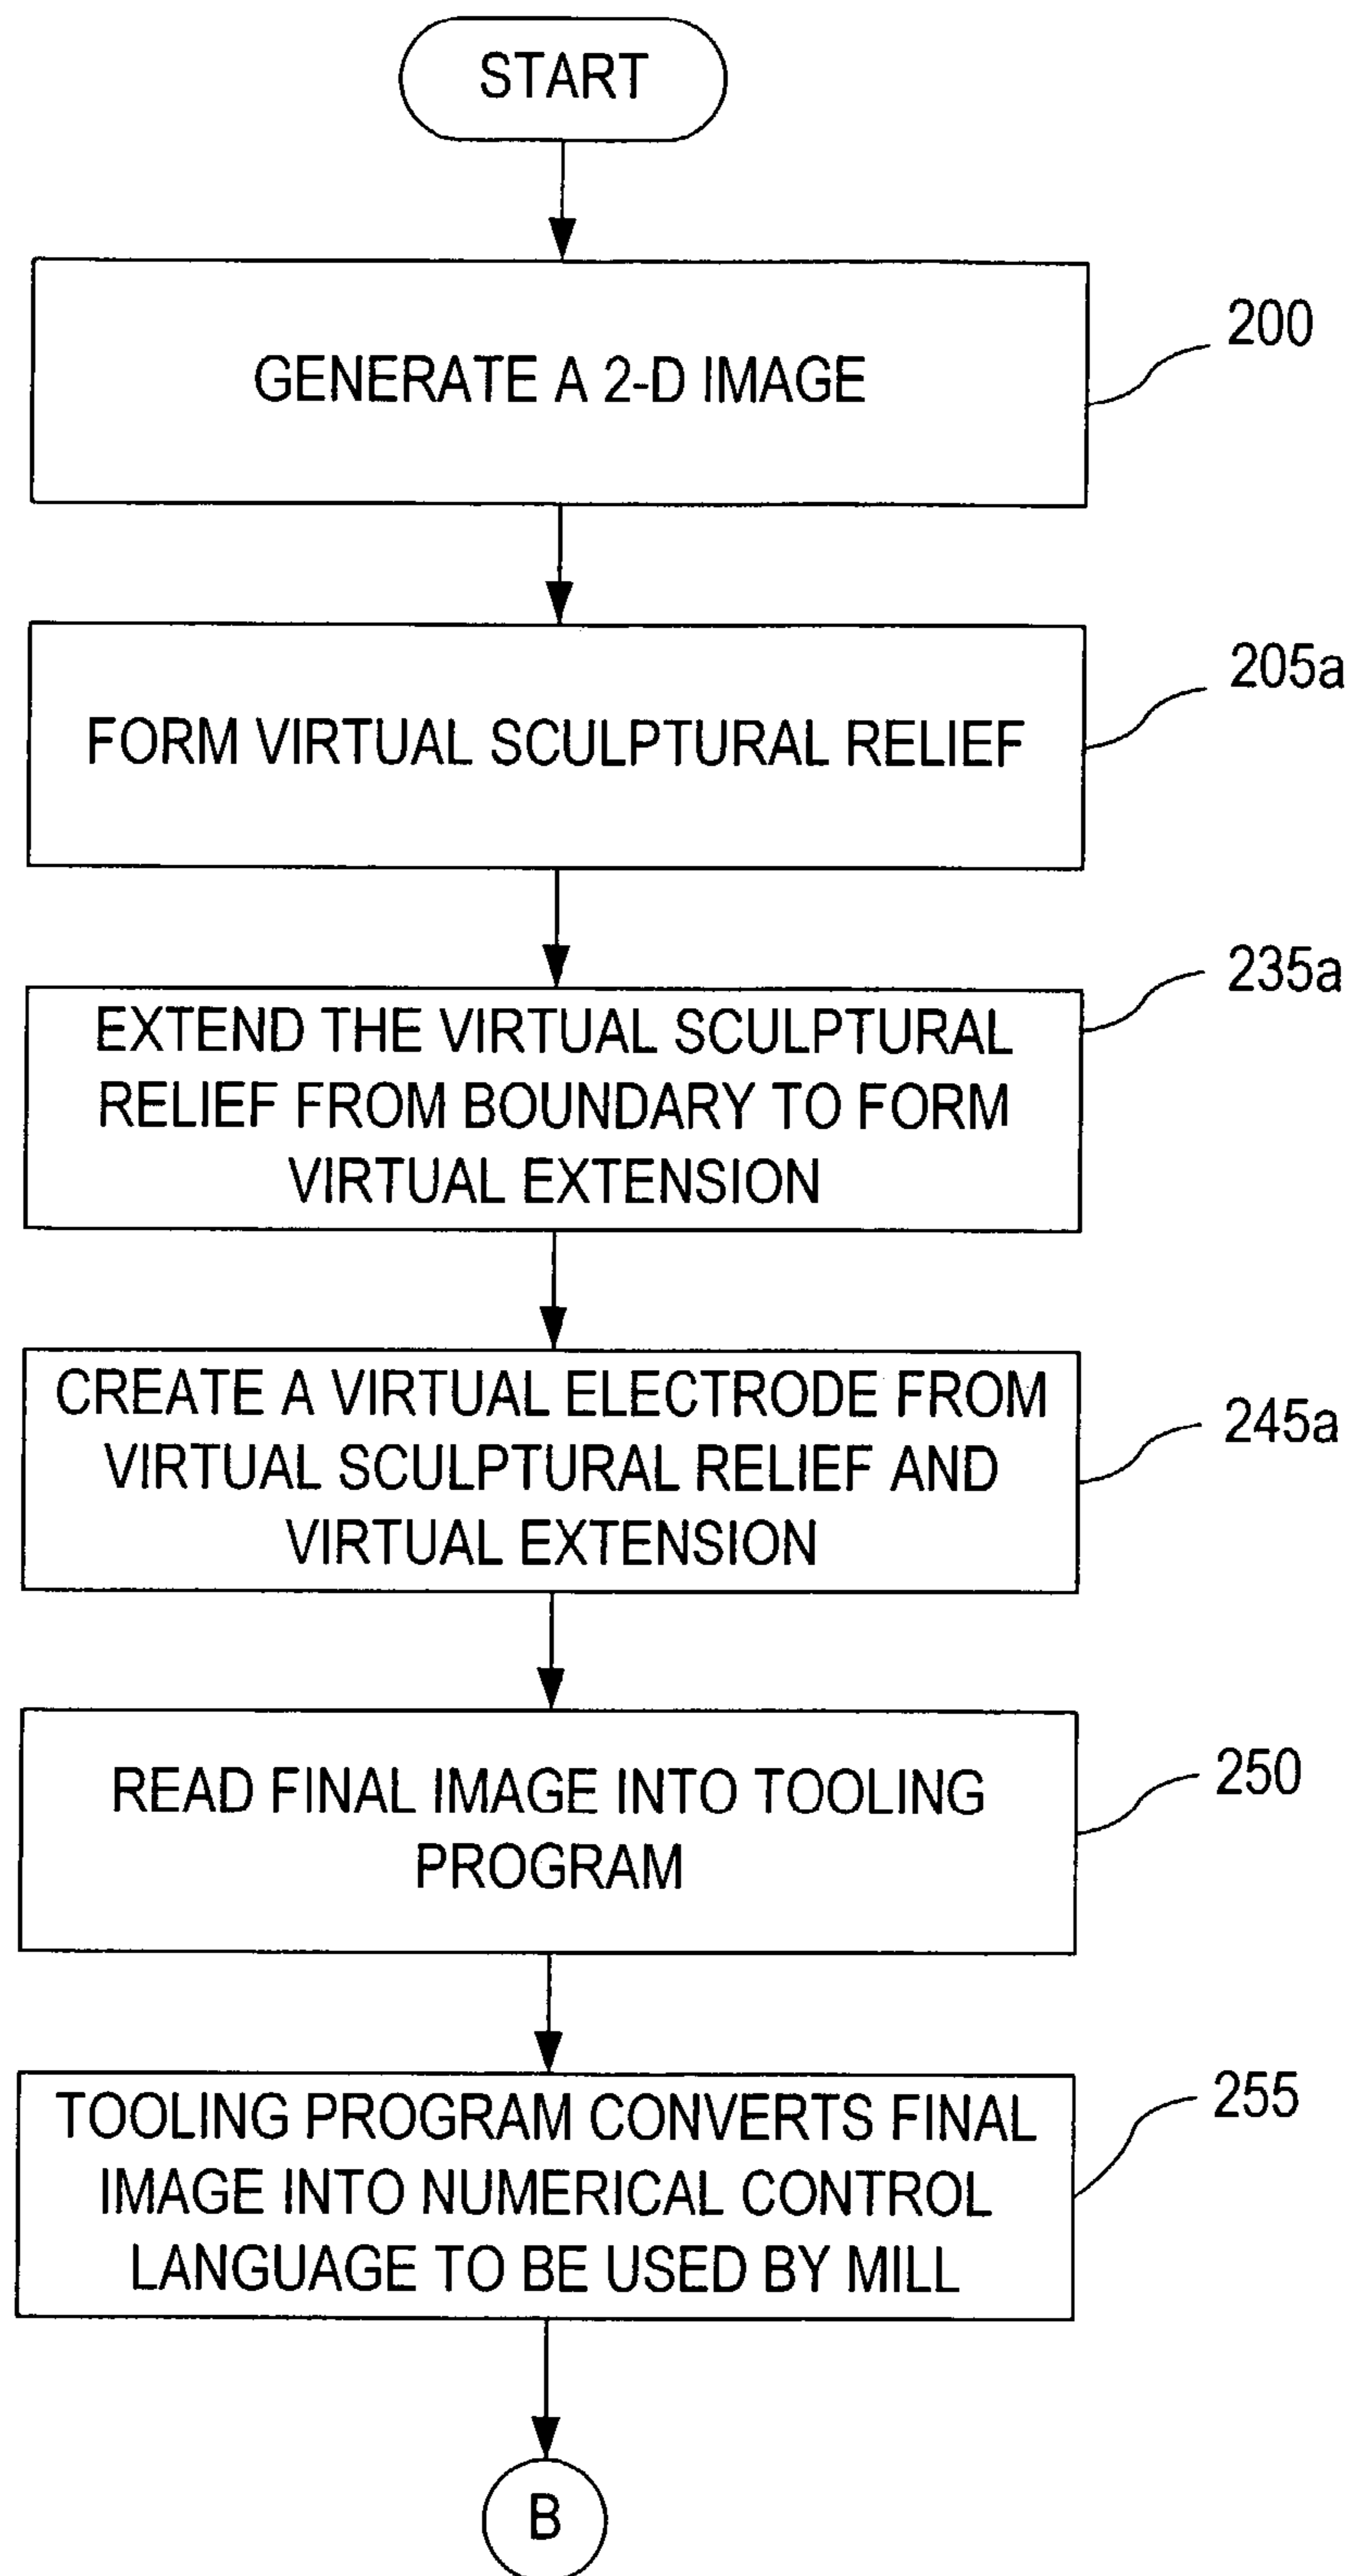 START
GENERATE A 2-D IMAGE
200
FORM VIRTUAL SCULPTURAL RELIEF
205a
EXTEND THE VIRTUAL SCULPTURAL
RELIEF FROM BOUNDARY TO FORM
VIRTUAL EXTENSION
235a
CREATE A VIRTUAL ELECTRODE FROM
VIRTUAL SCULPTURAL RELIEF AND
VIRTUAL EXTENSION
245a
READ FINAL IMAGE INTO TOOLING
PROGRAM
250
TOOLING PROGRAM CONVERTS FINAL
IMAGE INTO NUMERICAL CONTROL
LANGUAGE TO BE USED BY MILL
255
B